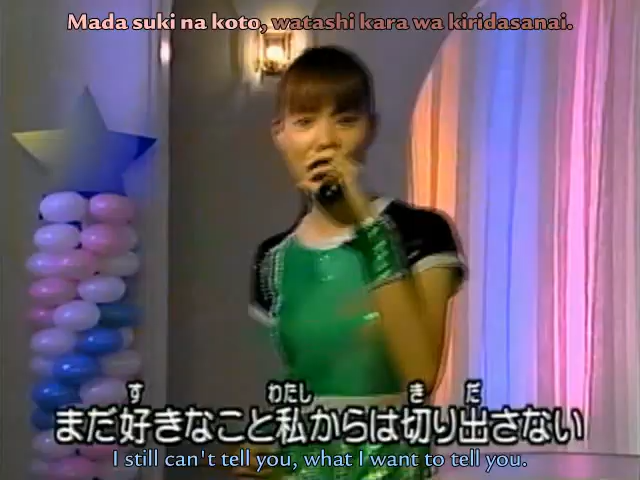 Mada suki na koto, watashi kara wa kiridasanai.
す わたし き だ
まだ好きなこと私からは切り出さない
I still can't tell you, what I want to tell you.